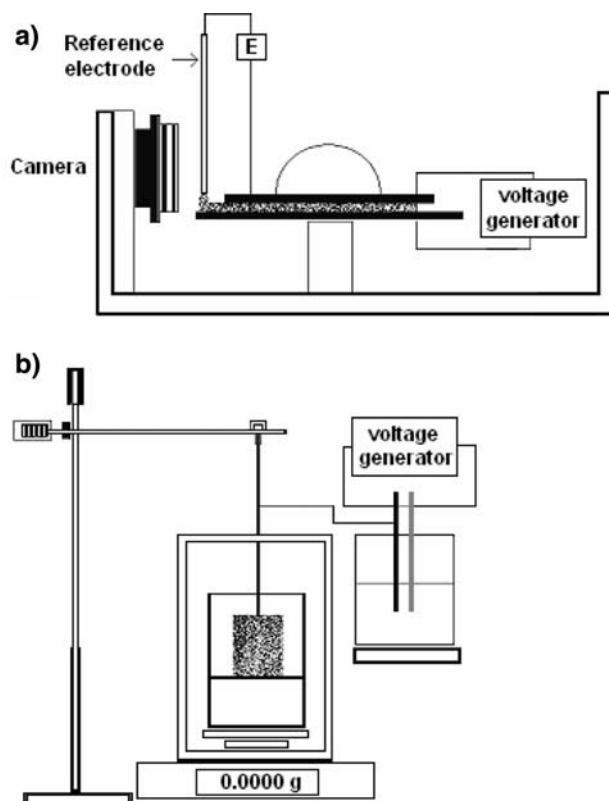 a)
Reference
electrode
E
Camera
voltage
generator
b)
voltage
generator
0.0000 g